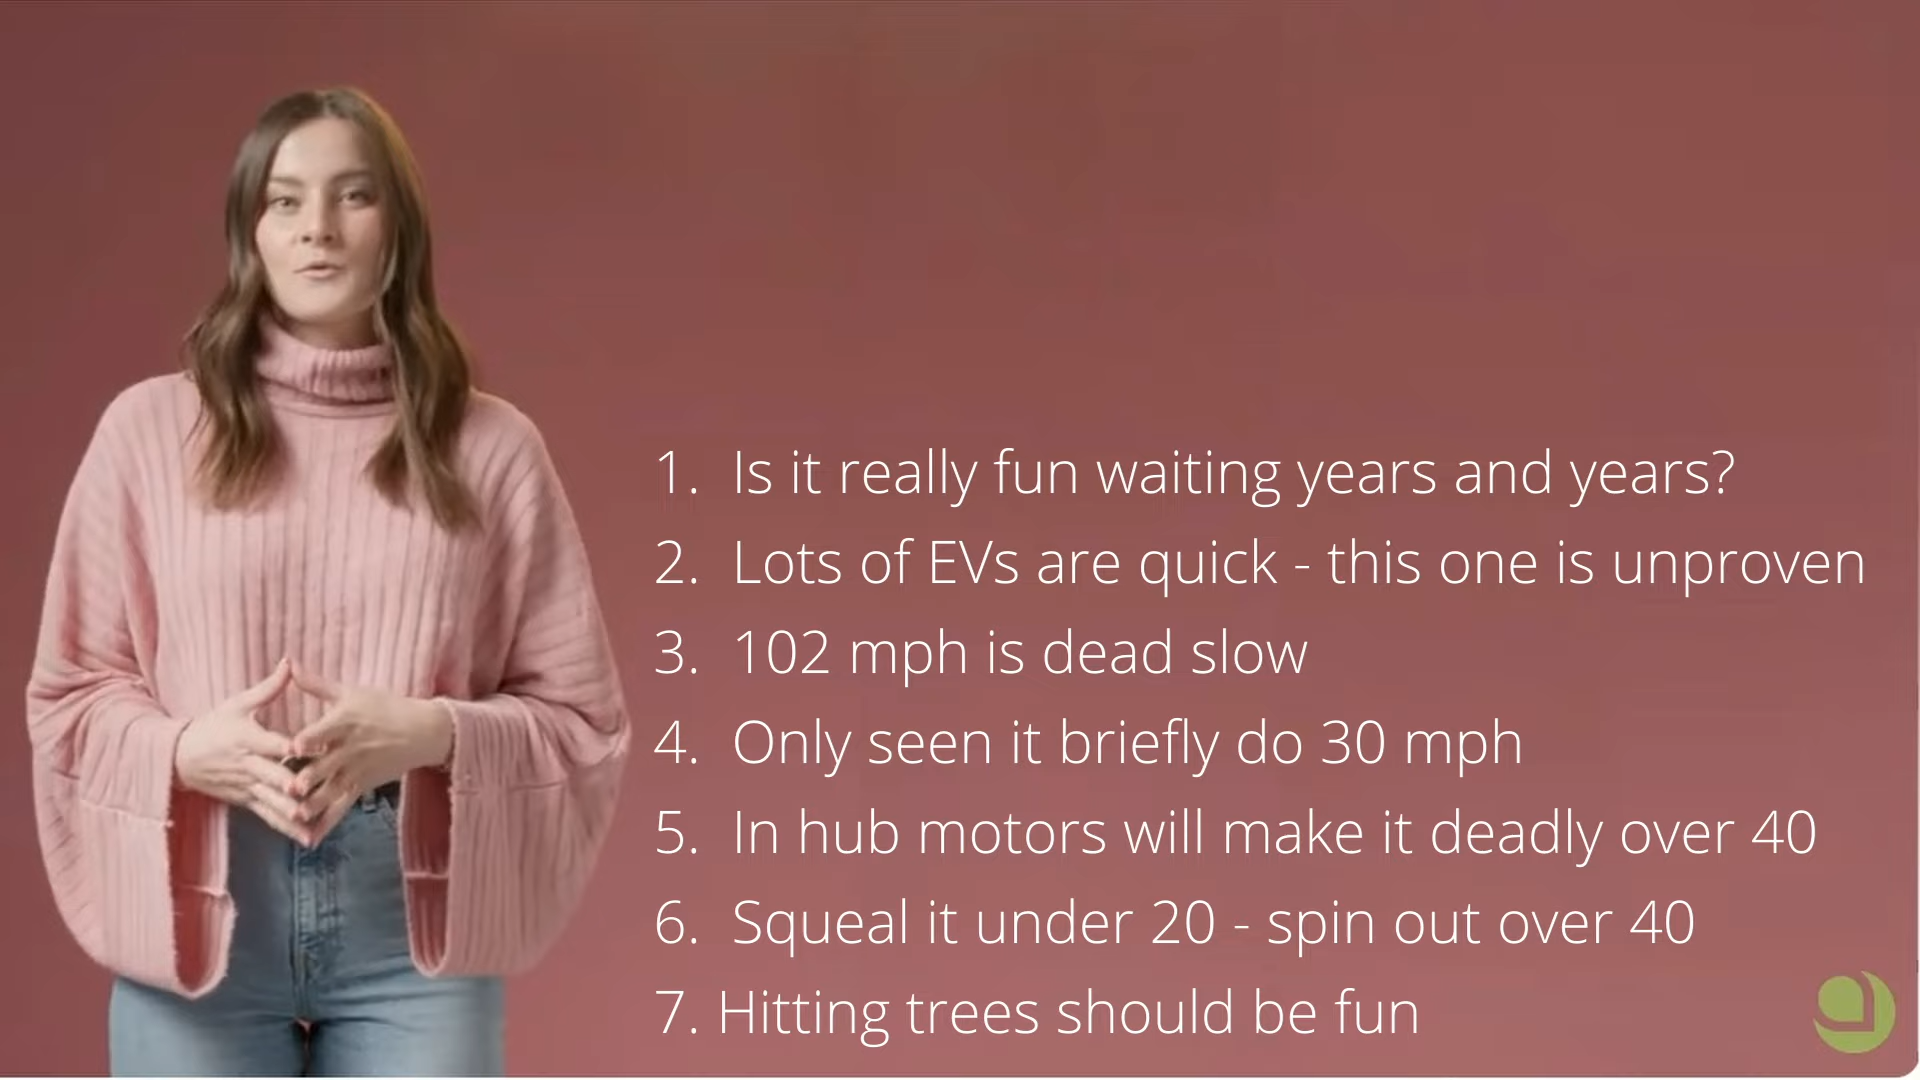 1. Is it really fun waiting years and years?
2. Lots of EVs are quick - this one is unproven
3. 102 mph is dead slow
4. Only seen it briefly do 30 mph
5. In hub motors will make it deadly over 40
6. Squeal it under 20 - spin out over 40
7. Hitting trees should be fun